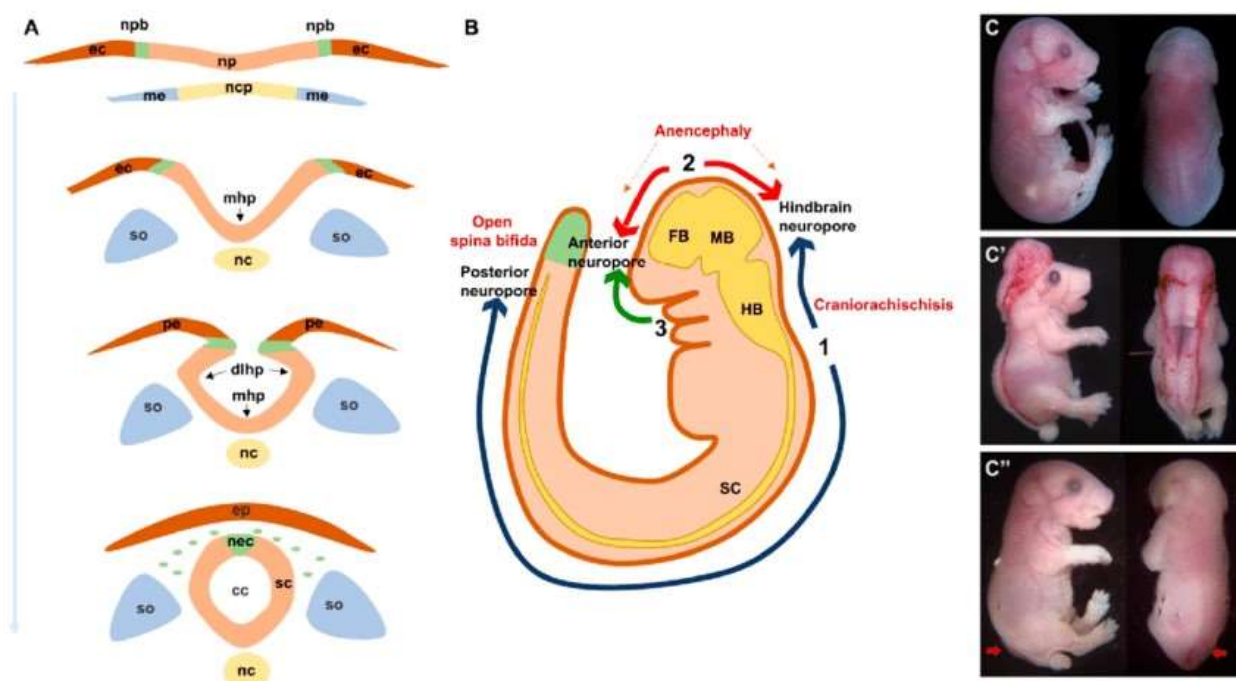 A
npb npb
ec ec
np
ncp
me me
ec ec
mhp
so so
nc
pe pe
dlhp
mhp
so so
nc
ep
nec
sc
cc
so so
nc
B
Anencephaly
2
Hindbrain
neuropore
Open
spina bifida
FB MB
Anterior
neuropore
Posterior
neuropore
HB
Craniorachischisis
3
1
SC
C
C'
C"